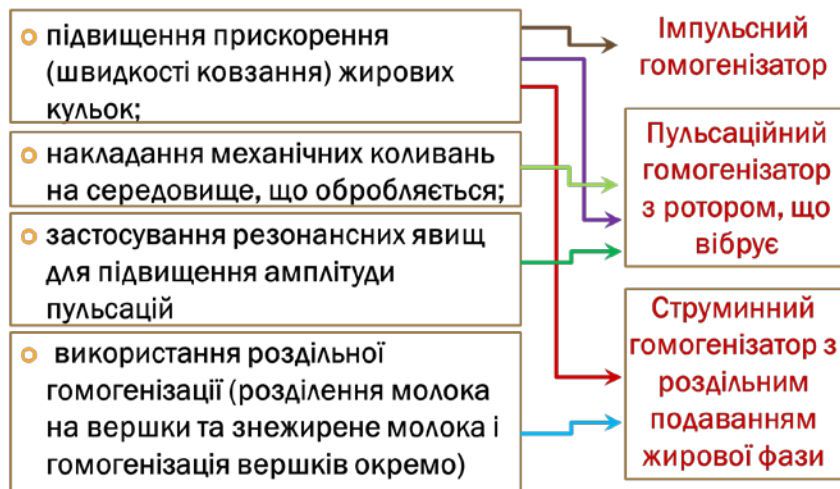 підвищення прискорення
(швидкості ковзання) жирових
кульок;
накладання механічних коливань
на середовище, що обробляється;
застосування резонансних явищ
для підвищення амплітуди
пульсацій
використання роздільної
гомогенізації (розділення молока
на вершки та знежирене молока і
гомогенізація вершків окремо)
Імпульсний
гомогенізатор
Пульсаційний
гомогенізатор
з ротором, що
вібрує
Струминний
гомогенізатор з
роздільним
подаванням
жирової фази